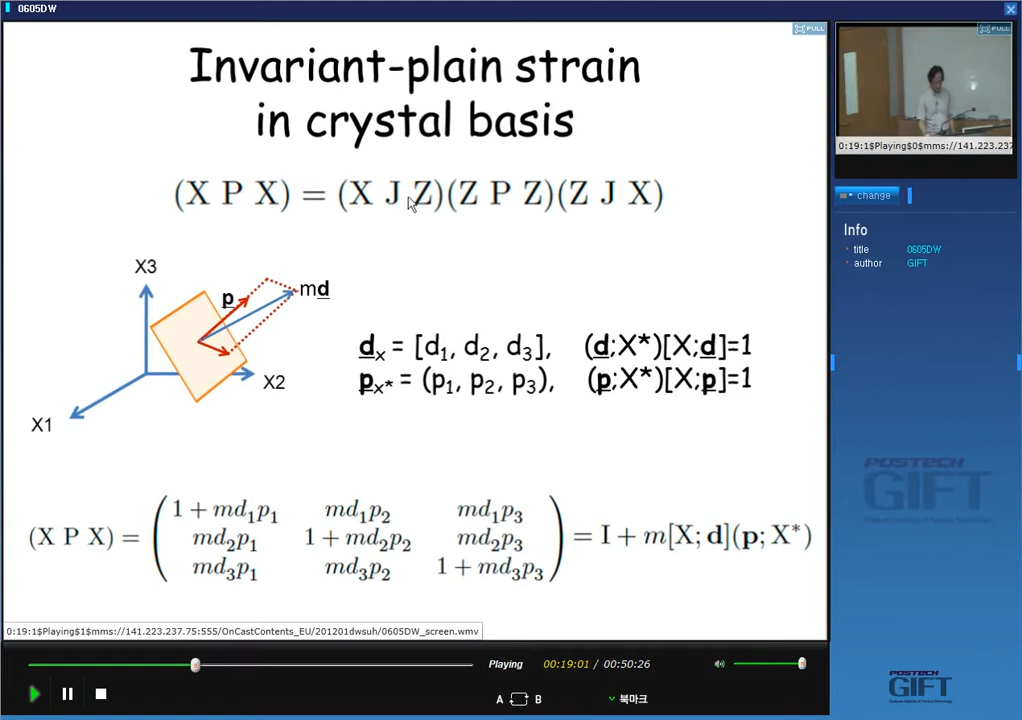 0605DW
FULL
Invariant-plain strain
in crystal basis
(X P X) = (X J Z)(Z P Z)(Z J X)
X3
p
md
X2
X1
dx = [d1, d2, d3], (d;X*)[X;d]=1
px* = (p1, p2, p3), (p;X*)[X;p]=1
(X P X) = ( 1 + md1p1 md1p2 md1p3
md2p1 1 + md2p2 md2p3
md3p1 md3p2 1 + md3p3 ) = I + m[X; d](p; X*)
0:19:1$Playing$1$mms://141.223.237.75:555/OnCastContents_EU/201201dwsuh/0605DW_screen.wmv
Playing 00:19:01 / 00:50:26
A B 북마크
FULL
0:19:1$Playing$0$mms://141.223.237
change
Info
title 0605DW
author GIFT
POSTECH
GIFT
POSTECH
GIFT